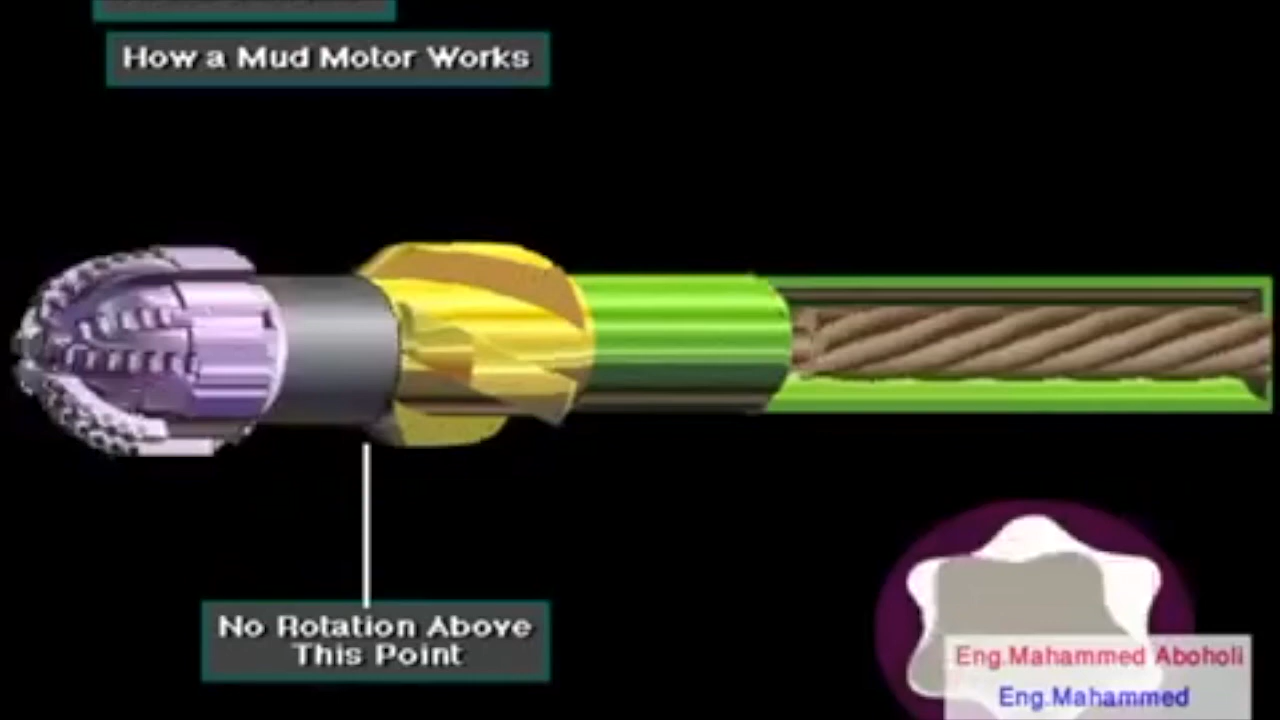 How a Mud Motor Works
No Rotation Above
This Point
Eng.Mahammed Aboholi
Eng.Mahammed